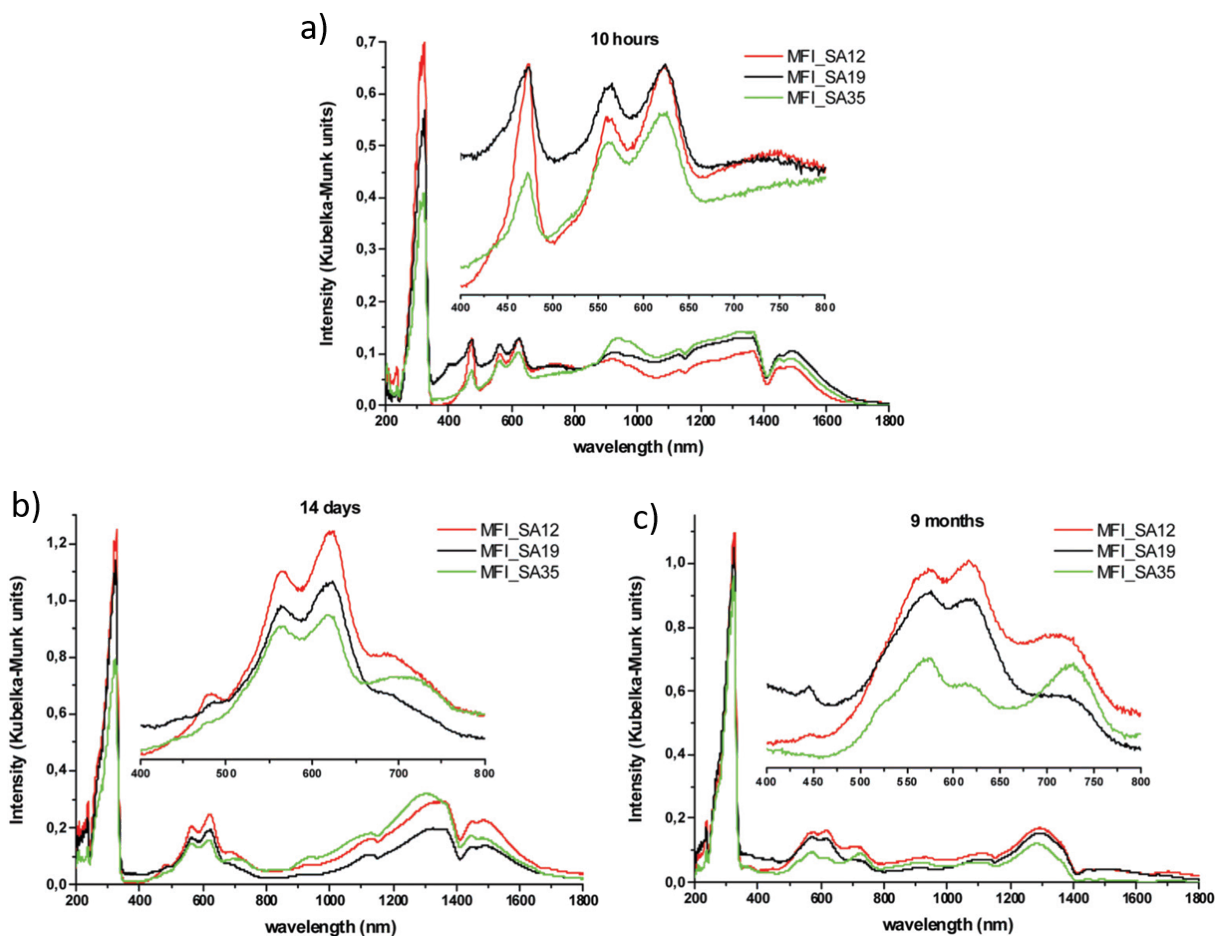 a)
10 hours
MFI_SA12
MFI_SA19
MFI_SA35
Intensity (Kubelka-Munk units)
0,7
0,6
0,5
0,4
0,3
0,2
0,1
0,0
400 450 500 550 600 650 700 750 800
200 400 600 800 1000 1200 1400 1600 1800
wavelength (nm)
b)
14 days
MFI_SA12
MFI_SA19
MFI_SA35
Intensity (Kubelka-Munk units)
1,2
1,0
0,8
0,6
0,4
0,2
0,0
400 500 600 700 800
200 400 600 800 1000 1200 1400 1600 1800
wavelength (nm)
c)
9 months
MFI_SA12
MFI_SA19
MFI_SA35
Intensity (Kubelka-Munk units)
1,0
0,8
0,6
0,4
0,2
0,0
400 450 500 550 600 650 700 750 800
200 400 600 800 1000 1200 1400 1600 1800
wavelength (nm)